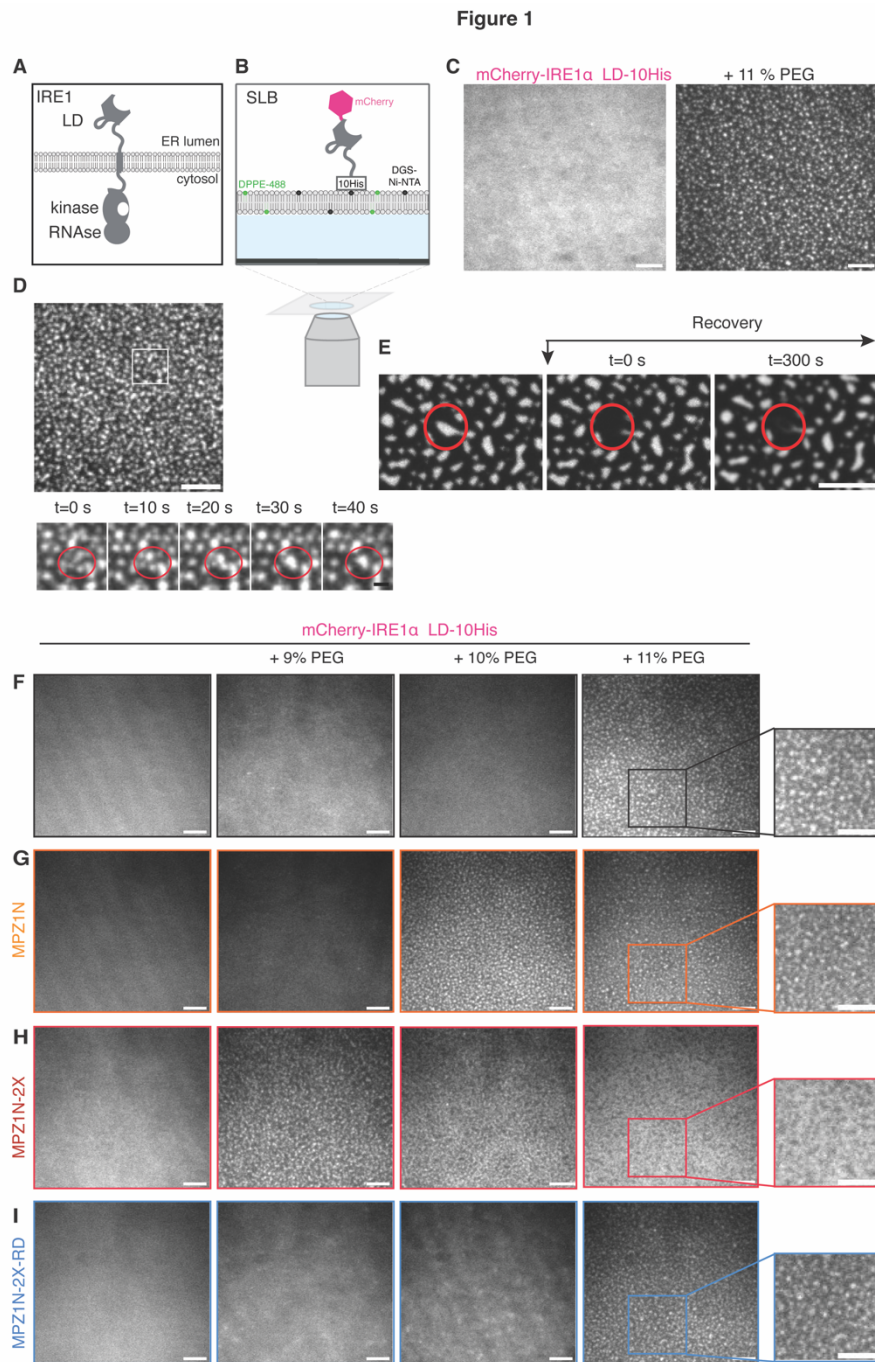 Figure 1
A
IRE1
LD
ER lumen
cytosol
kinase
RNAse
B
SLB
mCherry
10His
DPPE-488
DGS-
Ni-NTA
C
mCherry-IRE1α LD-10His
+ 11 % PEG
D
t=0 s
t=10 s
t=20 s
t=30 s
t=40 s
E
Recovery
t=0 s
t=300 s
mCherry-IRE1α LD-10His
+ 9% PEG
+ 10% PEG
+ 11% PEG
F
G
MPZ1N
H
MPZ1N-2X
I
MPZ1N-2X-RD